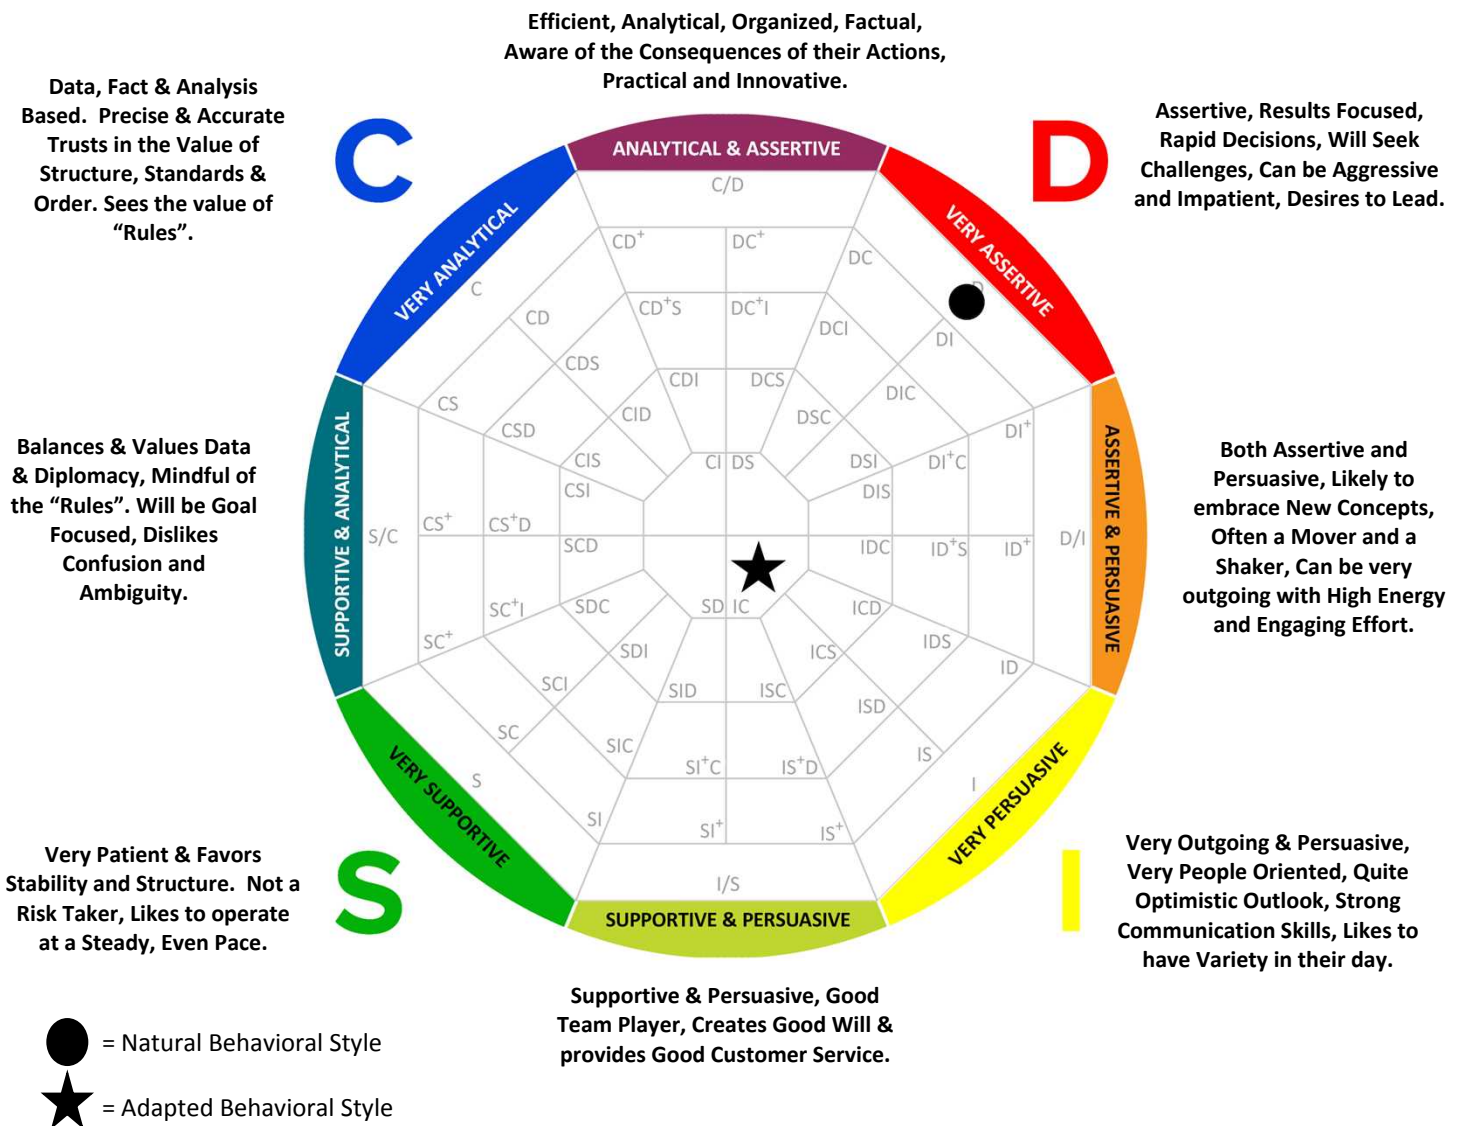 Efficient, Analytical, Organized, Factual,
Aware of the Consequences of their Actions,
Practical and Innovative.
Data, Fact & Analysis
Based.  Precise & Accurate
Trusts in the Value of
Structure, Standards &
Order. Sees the value of
“Rules”.
C
D
Assertive, Results Focused,
Rapid Decisions, Will Seek
Challenges, Can be Aggressive
and Impatient, Desires to Lead.
ANALYTICAL & ASSERTIVE
VERY ANALYTICAL
VERY ASSERTIVE
C/D
CD+
DC+
DC
C
D
CD
CD+S
DC+I
DCI
DI
CDS
CDI
DCS
DIC
CS
CID
DSC
CSD
DI+
CIS
CI
DS
DSI
DI+C
CSI
DIS
Balances & Values Data
& Diplomacy, Mindful of
the “Rules”. Will be Goal
Focused, Dislikes
Confusion and
Ambiguity.
SUPPORTIVE & ANALYTICAL
S/C
CS+
CS+D
SCD
IDC
ID+S
ID+
D/I
ASSERTIVE & PERSUASIVE
Both Assertive and
Persuasive, Likely to
embrace New Concepts,
Often a Mover and a
Shaker, Can be very
outgoing with High Energy
and Engaging Effort.
SC+I
SDC
SD
IC
ICD
SC+
SDI
ICS
IDS
SCI
SID
ISC
ID
SC
SIC
ISD
IS
SI+C
IS+D
S
I
SI
SI+
IS+
I/S
VERY SUPPORTIVE
VERY PERSUASIVE
SUPPORTIVE & PERSUASIVE
Very Patient & Favors
Stability and Structure.  Not a
Risk Taker, Likes to operate
at a Steady, Even Pace.
S
I
Very Outgoing & Persuasive,
Very People Oriented, Quite
Optimistic Outlook, Strong
Communication Skills, Likes to
have Variety in their day.
Supportive & Persuasive, Good
Team Player, Creates Good Will &
provides Good Customer Service.
= Natural Behavioral Style
= Adapted Behavioral Style